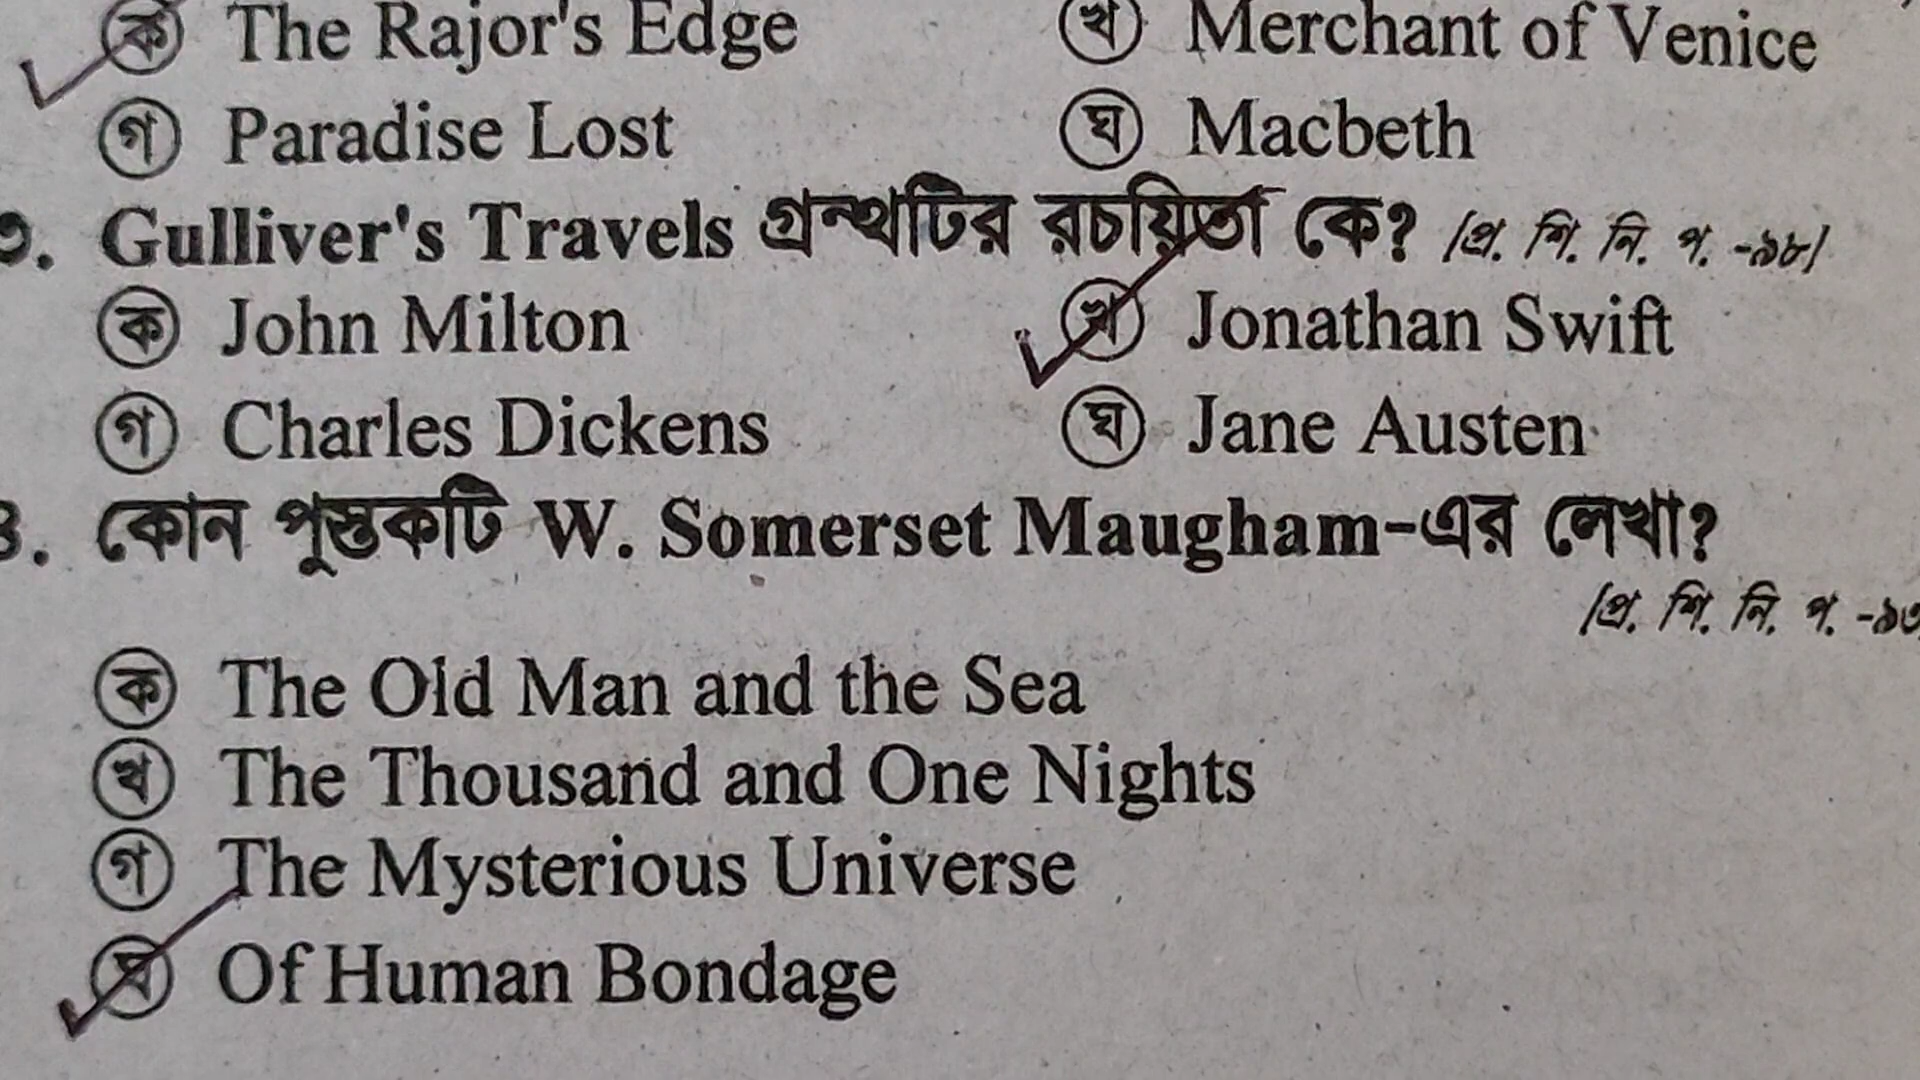 ক The Rajor's Edge খ Merchant of Venice
গ Paradise Lost ঘ Macbeth
৩. Gulliver's Travels গ্রন্থটির রচয়িতা কে? [প্রা. শি. নি. প. -৯৮]
ক John Milton খ Jonathan Swift
গ Charles Dickens ঘ Jane Austen
৪. কোন পুস্তকটি W. Somerset Maugham-এর লেখা?
[প্রা. শি. নি. প.
ক The Old Man and the Sea
খ The Thousand and One Nights
গ The Mysterious Universe
ঘ Of Human Bondage